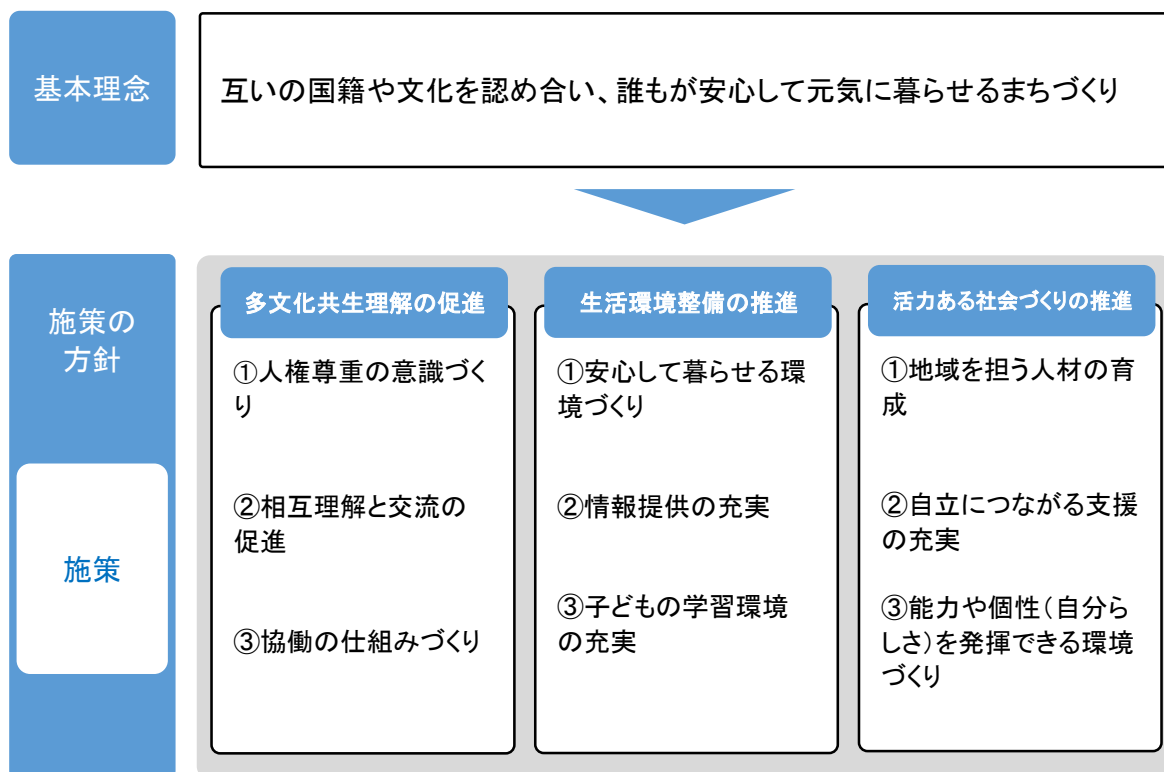 基本理念
互いの国籍や文化を認め合い、誰もが安心して元気に暮らせるまちづくり
施策の
方針
施策
多文化共生理解の促進
①人権尊重の意識づく
り
②相互理解と交流の
促進
③協働の仕組みづくり
生活環境整備の推進
①安心して暮らせる環
境づくり
②情報提供の充実
③子どもの学習環境
の充実
活力ある社会づくりの推進
①地域を担う人材の育
成
②自立につながる支援
の充実
③能力や個性(自分ら
しさ)を発揮できる環境
づくり